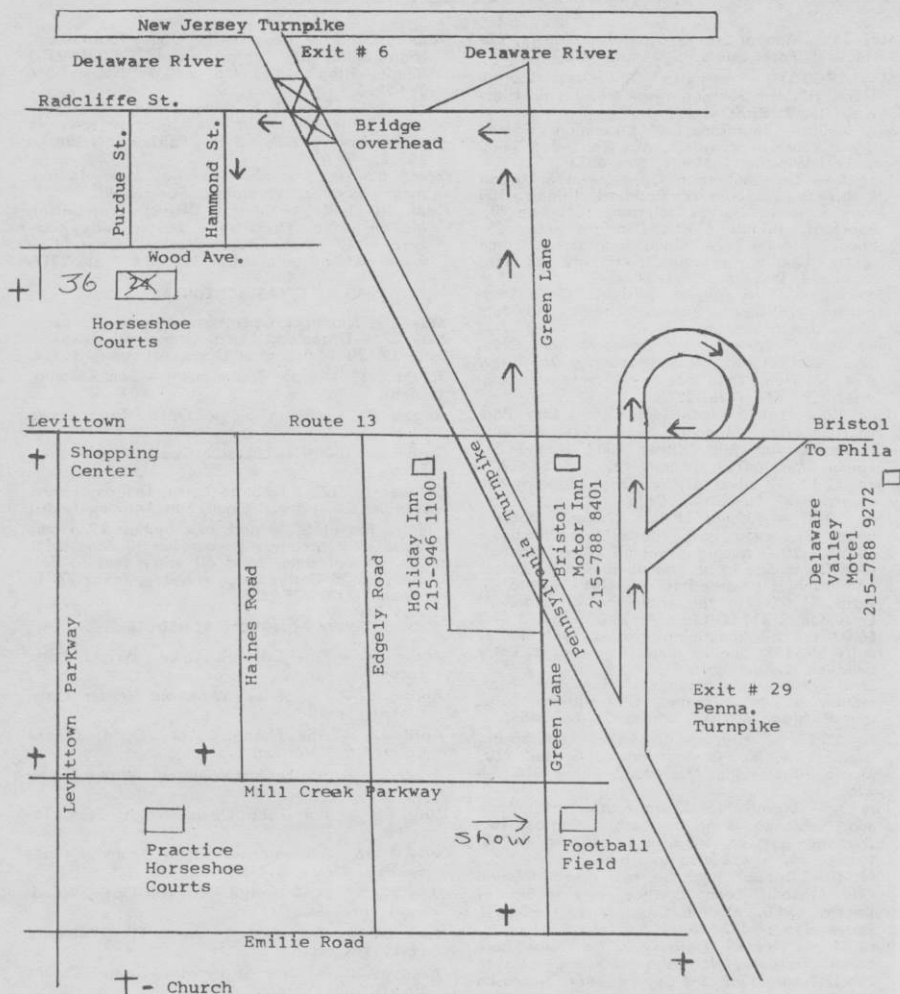 New Jersey Turnpike
Exit # 6
Delaware River
Delaware River
Radcliffe St.
Bridge
overhead
Purdue St.
Hammond St.
Wood Ave.
36
24
Horseshoe
Courts
Green Lane
Levittown
Route 13
Bristol
To Phila
Shopping
Center
Holiday Inn
215-946 1100
Pennsylvania Turnpike
Bristol
Motor Inn
215-788 8401
Delaware
Valley
Motel
215-788 9272
Levittown Parkway
Haines Road
Edgely Road
Green Lane
Exit # 29
Penna.
Turnpike
Mill Creek Parkway
Show
Practice
Horseshoe
Courts
Football
Field
Emilie Road
- Church